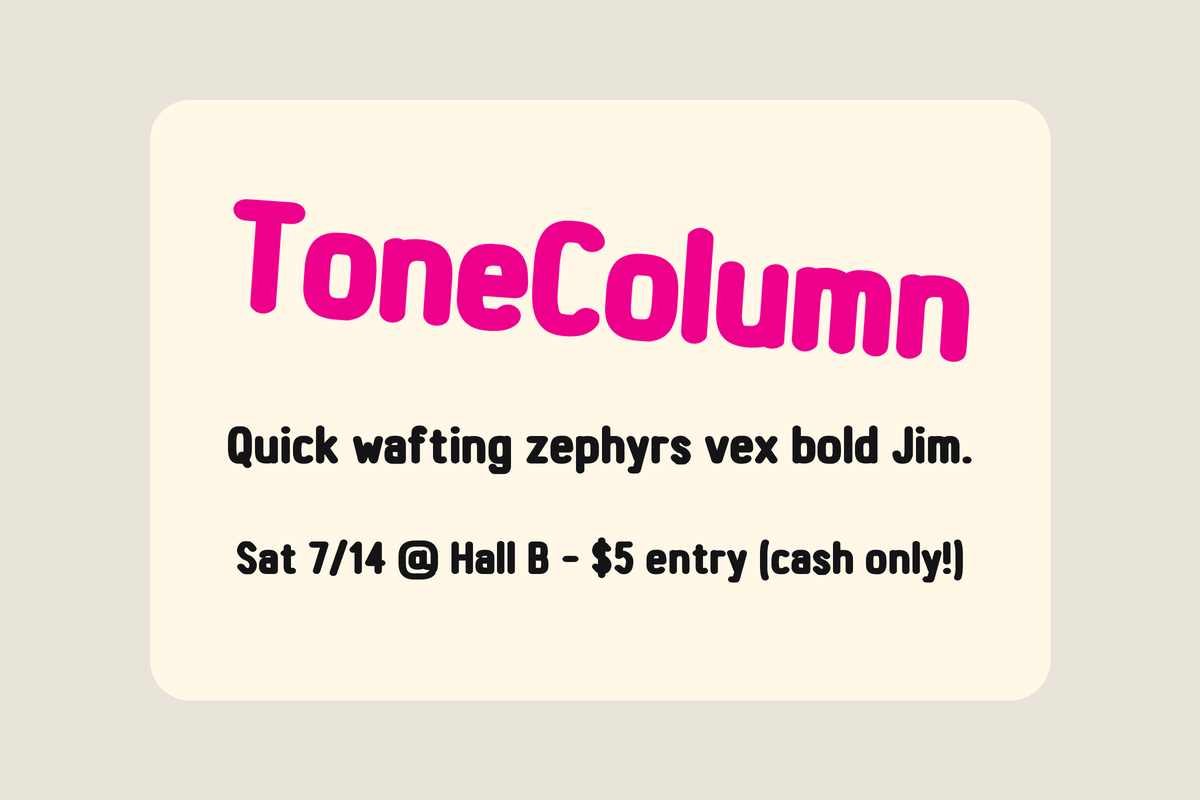 ToneColumn
Quick wafting zephyrs vex bold Jim.
Sat 7/14 @ Hall B - $5 entry (cash only!)